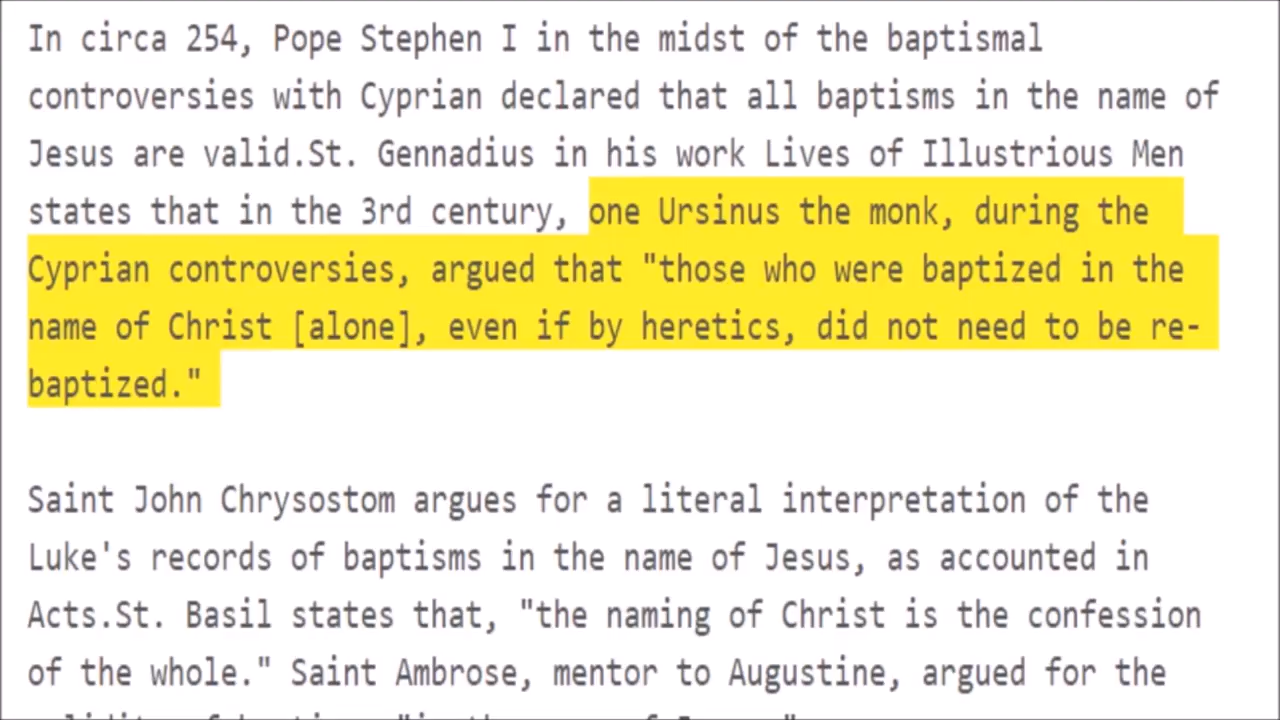 In circa 254, Pope Stephen I in the midst of the baptismal
controversies with Cyprian declared that all baptisms in the name of
Jesus are valid.St. Gennadius in his work Lives of Illustrious Men
states that in the 3rd century, one Ursinus the monk, during the
Cyprian controversies, argued that "those who were baptized in the
name of Christ [alone], even if by heretics, did not need to be re-
baptized."
Saint John Chrysostom argues for a literal interpretation of the
Luke's records of baptisms in the name of Jesus, as accounted in
Acts.St. Basil states that, "the naming of Christ is the confession
of the whole." Saint Ambrose, mentor to Augustine, argued for the